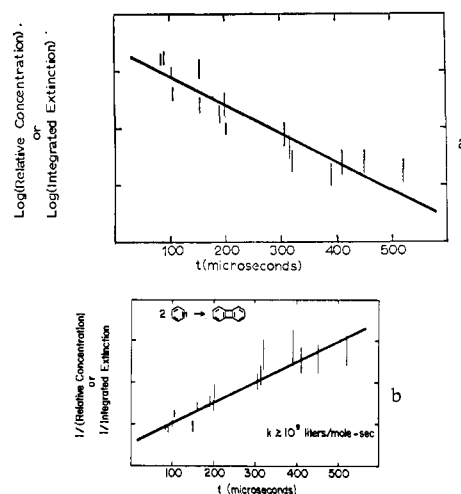 Log(Relative Concentration).
or
Log(Integrated Extinction)
100 200 300 400 500
t(microseconds)
1/(Relative Concentration)
or
1/Integrated Extinction
2 →
k ≥ 10⁹ liters/mole-sec
b
100 200 300 400 500
t (microseconds)